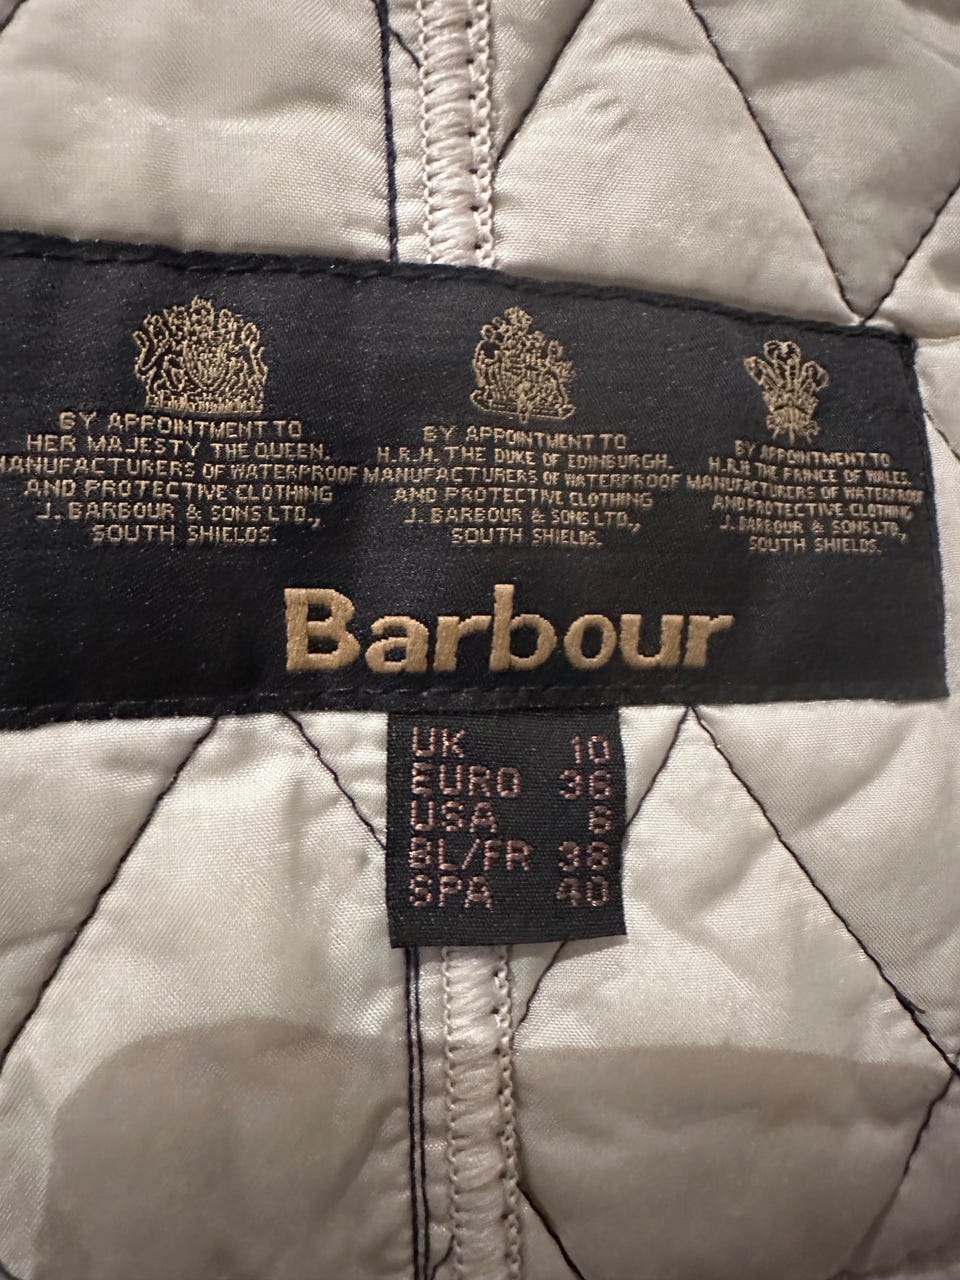 BY APPOINTMENT TO
HER MAJESTY THE QUEEN.
MANUFACTURERS OF WATERPROOF
AND PROTECTIVE CLOTHING
J. BARBOUR & SONS LTD.,
SOUTH SHIELDS.
BY APPOINTMENT TO
H.R.H. THE DUKE OF EDINBURGH.
MANUFACTURERS OF WATERPROOF
AND PROTECTIVE CLOTHING
J. BARBOUR & SONS LTD.,
SOUTH SHIELDS.
BY APPOINTMENT TO
H.R.H THE PRINCE OF WALES.
MANUFACTURERS OF WATERPROOF
AND PROTECTIVE CLOTHING
J. BARBOUR & SONS LTD,
SOUTH SHIELDS.
Barbour
UK 10
EURO 36
USA 6
BL/FR 38
SPA 40